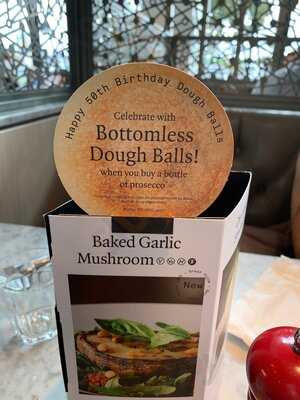 Happy 50th Birthday Dough Balls
Celebrate with
Bottomless
Dough Balls!
when you buy a bottle
of prosecco
Baked Garlic
Mushroom
New